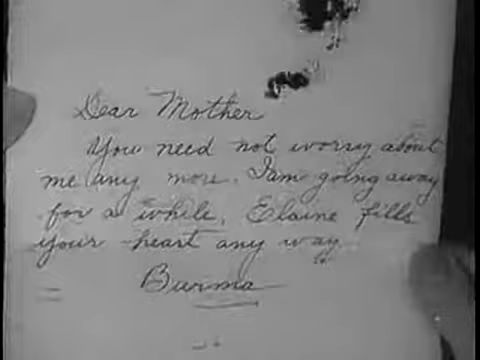 Dear Mother
You need not worry about
me any more. I am going away
for a while, Elaine fills
your heart any way
Burma